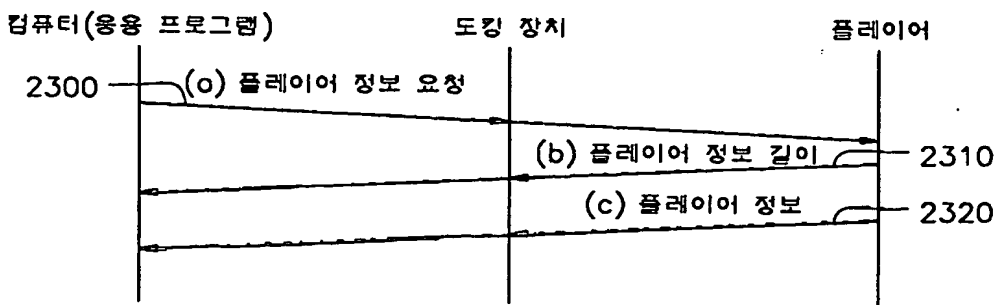 컴퓨터(응용 프로그램)
도킹 장치
플레이어
2300
(a) 플레이어 정보 요청
(b) 플레이어 정보 길이
2310
(c) 플레이어 정보
2320